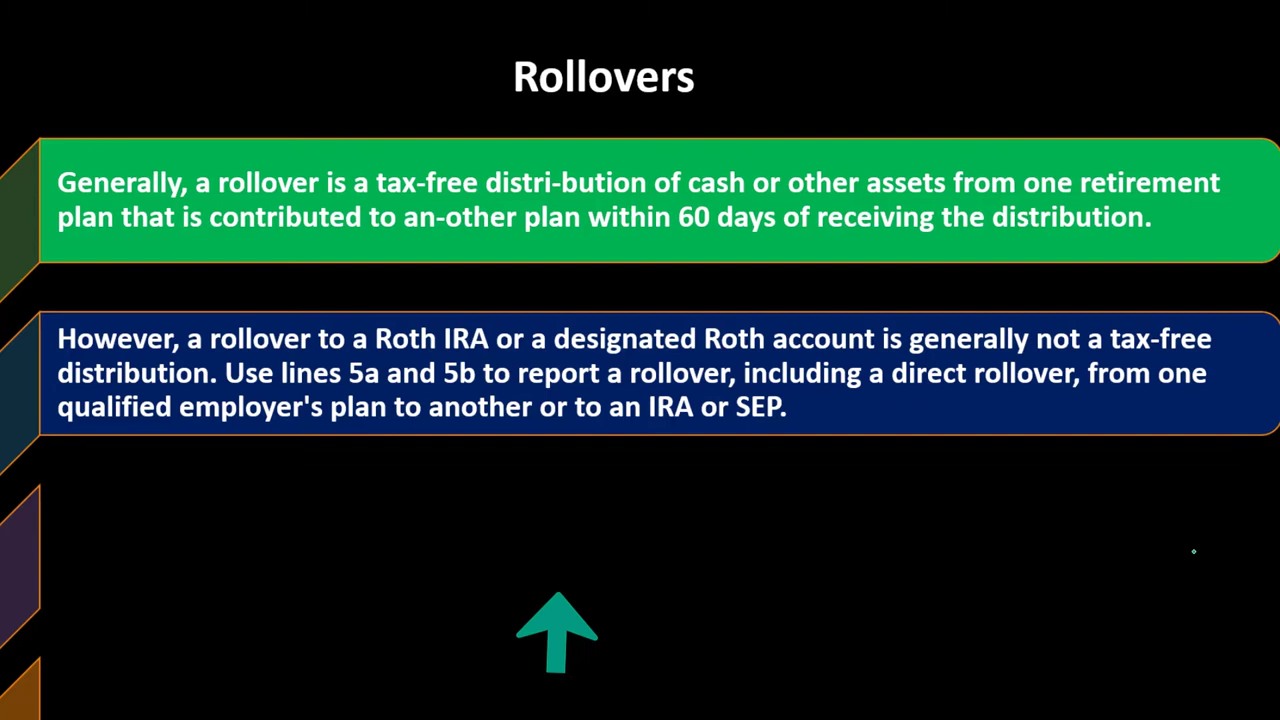 Rollovers
Generally, a rollover is a tax-free distri-bution of cash or other assets from one retirement
plan that is contributed to an-other plan within 60 days of receiving the distribution.
However, a rollover to a Roth IRA or a designated Roth account is generally not a tax-free
distribution. Use lines 5a and 5b to report a rollover, including a direct rollover, from one
qualified employer's plan to another or to an IRA or SEP.